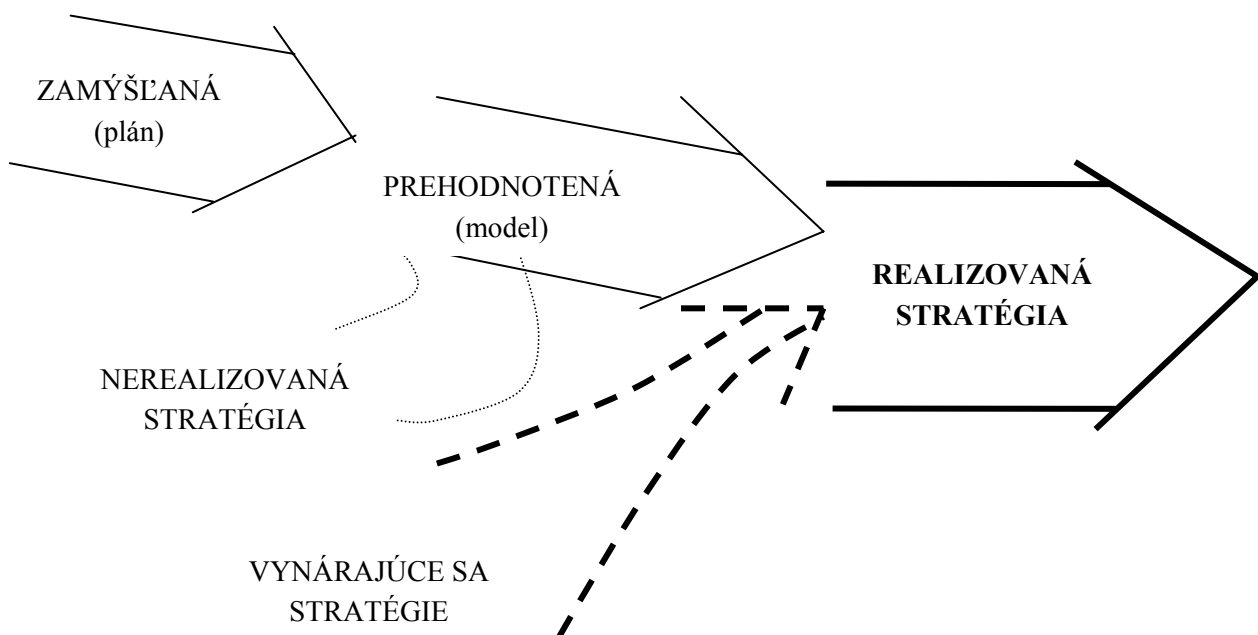 ZAMÝŠĽANÁ
(plán)
PREHODNOTENÁ
(model)
REALIZOVANÁ
STRATÉGIA
NEREALIZOVANÁ
STRATÉGIA
VYNÁRAJÚCE SA
STRATÉGIE